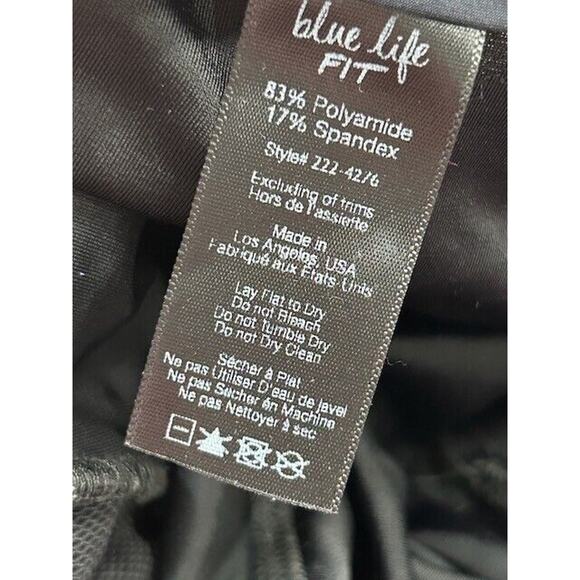 blue life
FIT
83% Polyamide
17% Spandex
Style# 222-4276
Excluding of trims
Hors de l'assiette
Made in
Los Angeles, USA
Fabriqué aux États Unis
Lay Flat to Dry
Do not Bleach
Do not Tumble Dry
Do not Dry Clean
Sécher à Plat
Ne pas Utiliser D'eau de javel
Ne pas Sécher en Machine
Ne pas Nettoyer à sec